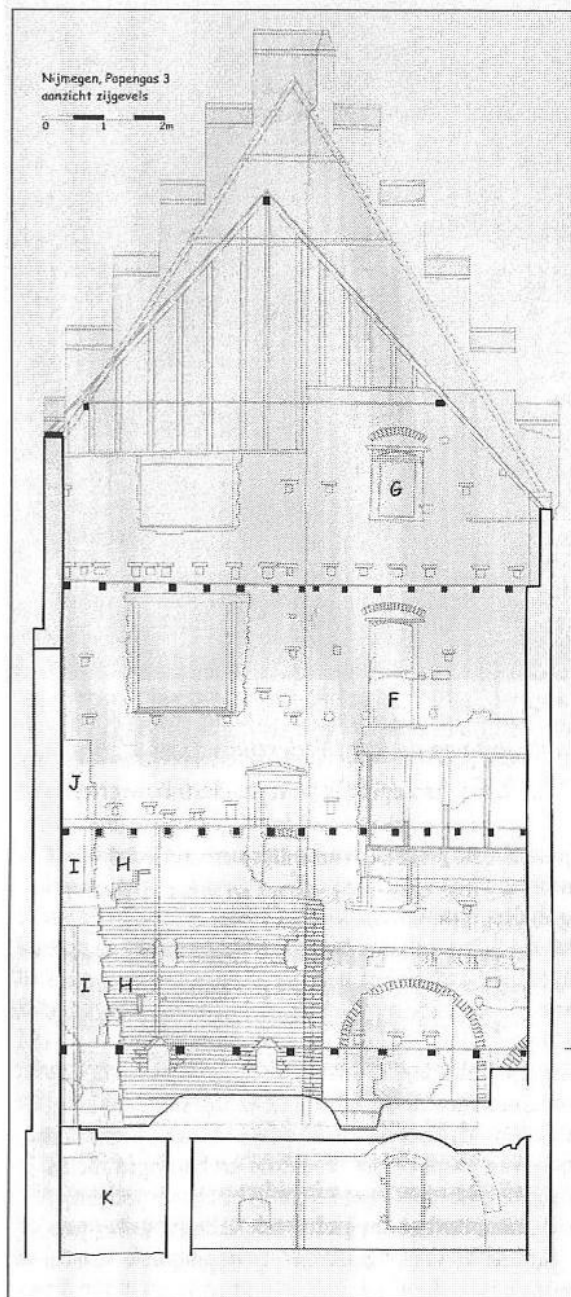 Nijmegen, Papengas 3
aanzicht zijgevels
0 1 2m
G
F
J
I H
I H
K